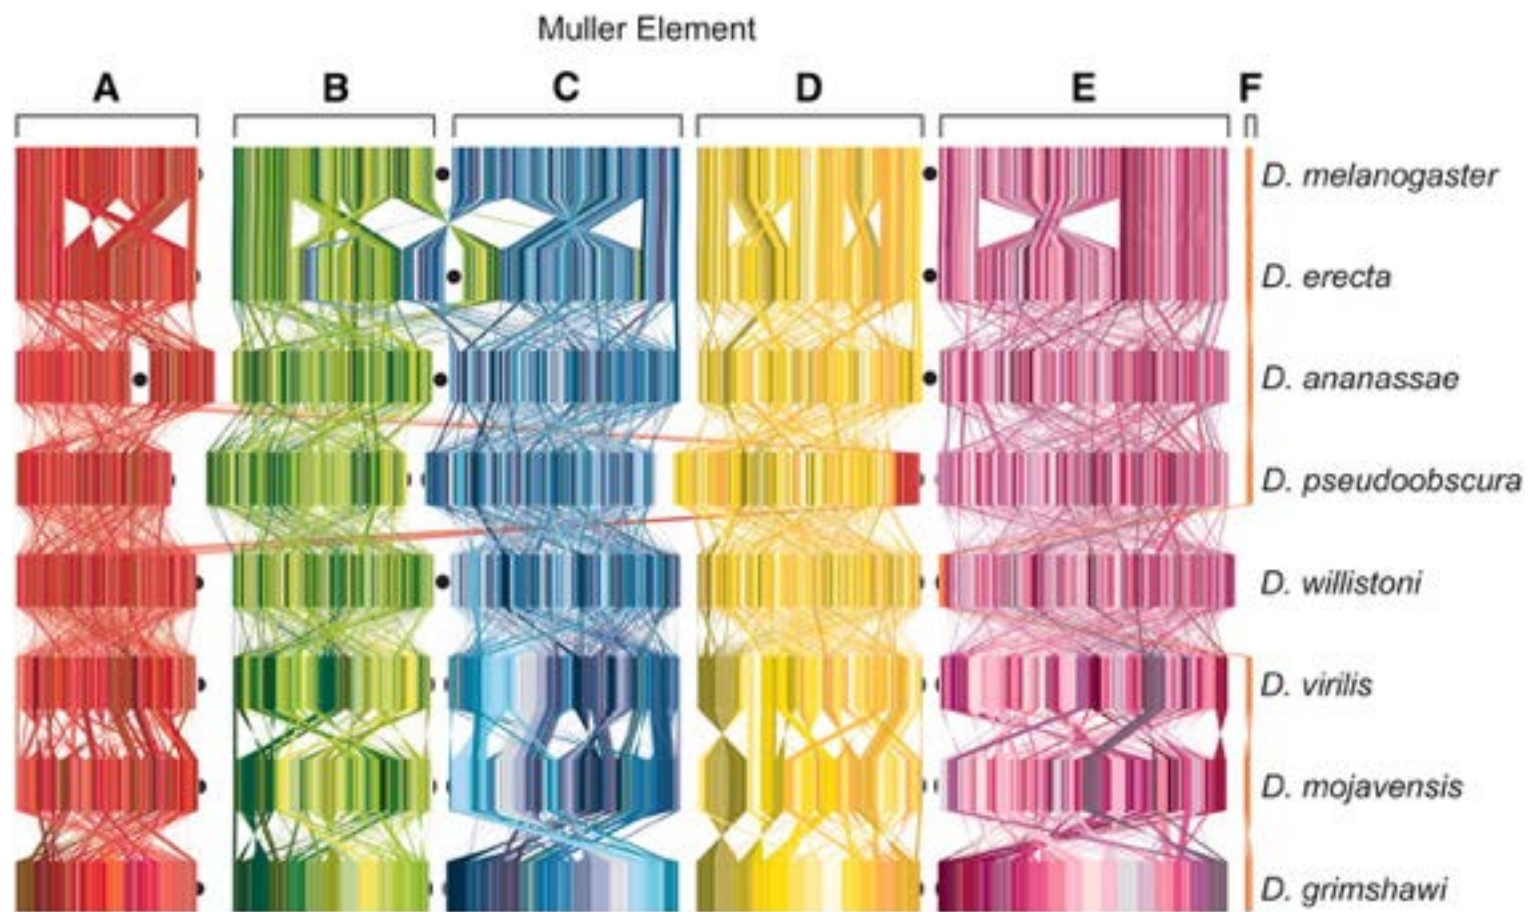 Muller Element
A B C D E F
D. melanogaster
D. erecta
D. ananassae
D. pseudoobscura
D. willistoni
D. virilis
D. mojavensis
D. grimshawi